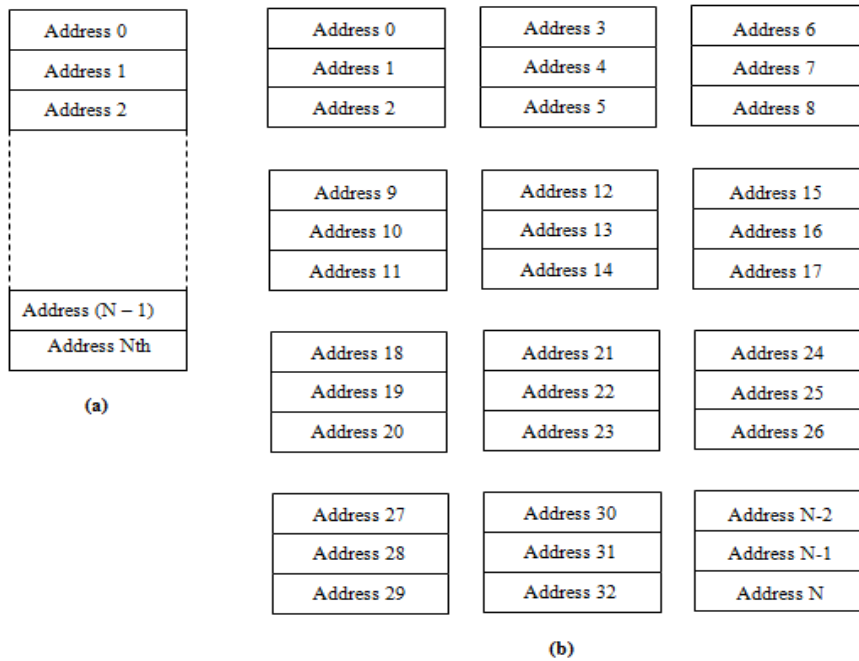 Address 0
Address 1
Address 2
Address (N – 1)
Address Nth
(a)
Address 0
Address 1
Address 2
Address 3
Address 4
Address 5
Address 6
Address 7
Address 8
Address 9
Address 10
Address 11
Address 12
Address 13
Address 14
Address 15
Address 16
Address 17
Address 18
Address 19
Address 20
Address 21
Address 22
Address 23
Address 24
Address 25
Address 26
Address 27
Address 28
Address 29
Address 30
Address 31
Address 32
Address N-2
Address N-1
Address N
(b)